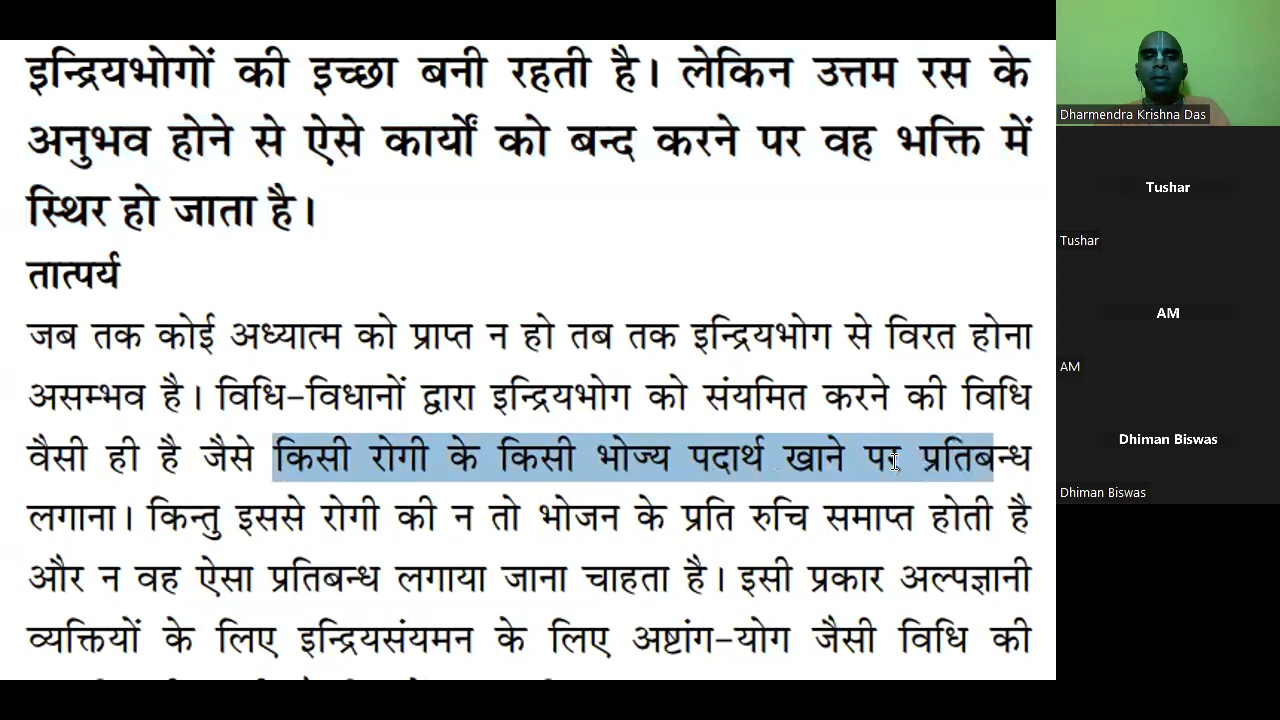 इन्द्रियभोगों की इच्छा बनी रहती है। लेकिन उत्तम रस के
अनुभव होने से ऐसे कार्यों को बन्द करने पर वह भक्ति में
स्थिर हो जाता है।
तात्पर्य
जब तक कोई अध्यात्म को प्राप्त न हो तब तक इन्द्रियभोग से विरत होना
असम्भव है। विधि-विधानों द्वारा इन्द्रियभोग को संयमित करने की विधि
वैसी ही है जैसे किसी रोगी के किसी भोज्य पदार्थ खाने पर प्रतिबन्ध
लगाना। किन्तु इससे रोगी की न तो भोजन के प्रति रुचि समाप्त होती है
और न वह ऐसा प्रतिबन्ध लगाया जाना चाहता है। इसी प्रकार अल्पज्ञानी
व्यक्तियों के लिए इन्द्रियसंयमन के लिए अष्टांग-योग जैसी विधि की
Dharmendra Krishna Das
Tushar
Tushar
AM
AM
Dhiman Biswas
Dhiman Biswas